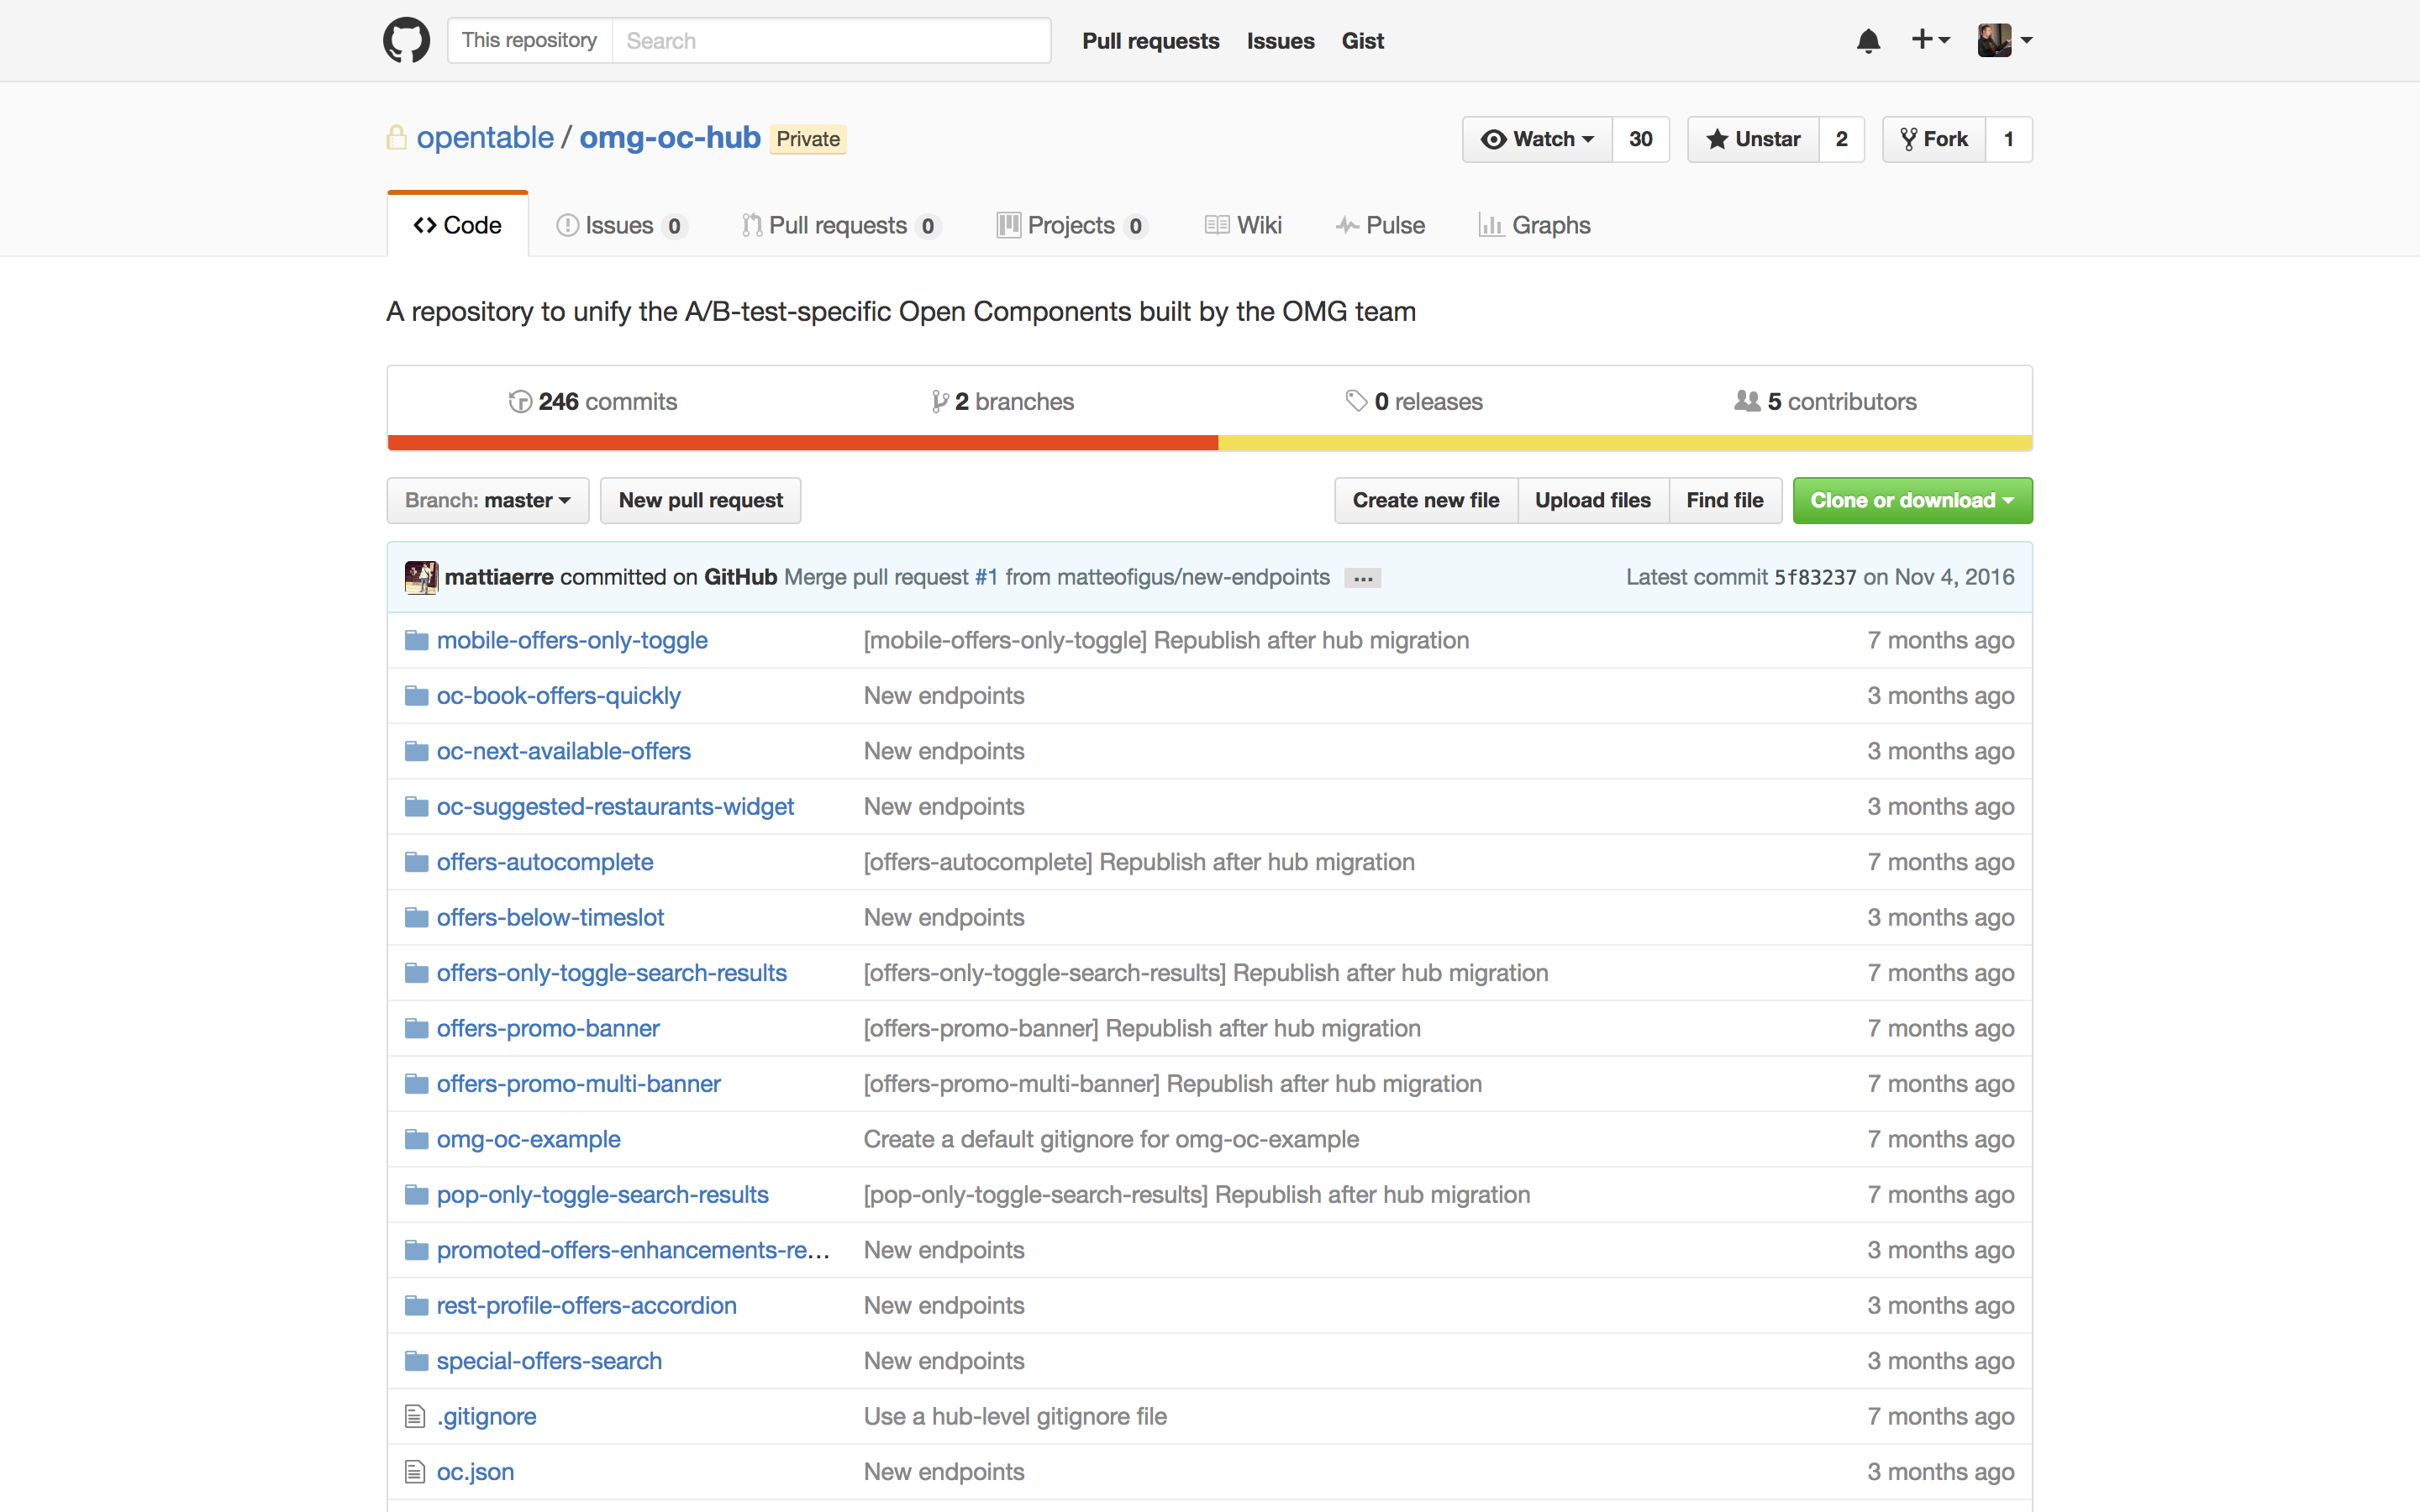 This repository Search Pull requests Issues Gist
opentable / omg-oc-hub Private Watch 30 Unstar 2 Fork 1
Code Issues 0 Pull requests 0 Projects 0 Wiki Pulse Graphs
A repository to unify the A/B-test-specific Open Components built by the OMG team
246 commits 2 branches 0 releases 5 contributors
Branch: master New pull request Create new file Upload files Find file Clone or download
mattiaerre committed on GitHub Merge pull request #1 from matteofigus/new-endpoints … Latest commit 5f83237 on Nov 4, 2016
mobile-offers-only-toggle [mobile-offers-only-toggle] Republish after hub migration 7 months ago
oc-book-offers-quickly New endpoints 3 months ago
oc-next-available-offers New endpoints 3 months ago
oc-suggested-restaurants-widget New endpoints 3 months ago
offers-autocomplete [offers-autocomplete] Republish after hub migration 7 months ago
offers-below-timeslot New endpoints 3 months ago
offers-only-toggle-search-results [offers-only-toggle-search-results] Republish after hub migration 7 months ago
offers-promo-banner [offers-promo-banner] Republish after hub migration 7 months ago
offers-promo-multi-banner [offers-promo-multi-banner] Republish after hub migration 7 months ago
omg-oc-example Create a default gitignore for omg-oc-example 7 months ago
pop-only-toggle-search-results [pop-only-toggle-search-results] Republish after hub migration 7 months ago
promoted-offers-enhancements-re… New endpoints 3 months ago
rest-profile-offers-accordion New endpoints 3 months ago
special-offers-search New endpoints 3 months ago
.gitignore Use a hub-level gitignore file 7 months ago
oc.json New endpoints 3 months ago